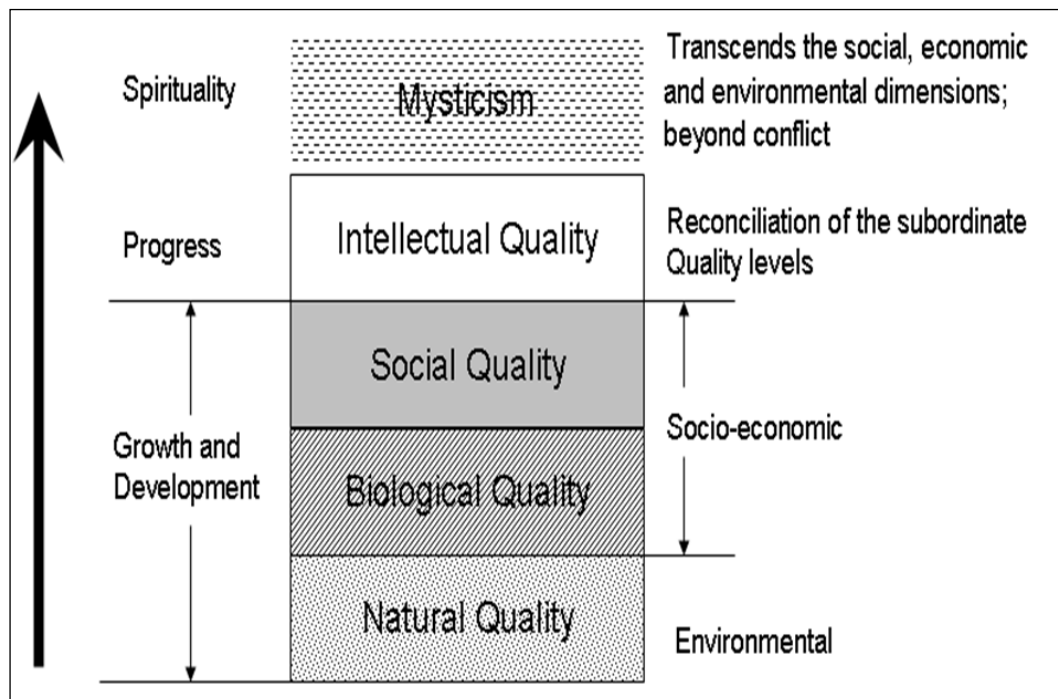 Spirituality
Mysticism
Transcends the social, economic
and environmental dimensions;
beyond conflict
Progress
Intellectual Quality
Reconciliation of the subordinate
Quality levels
Growth and
Development
Social Quality
Biological Quality
Natural Quality
Socio-economic
Environmental